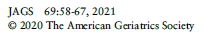 JAGS 69:58-67, 2021
© 2020 The American Geriatrics Society